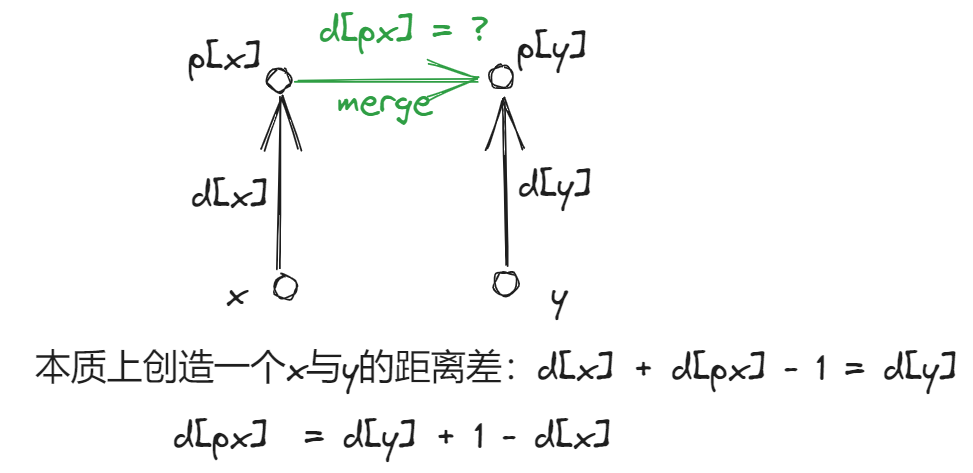 d[px] = ?
p[x]
p[y]
merge
d[x]
d[y]
x
y
本质上创造一个x与y的距离差：d[x] + d[px] - 1 = d[y]
d[px] = d[y] + 1 - d[x]